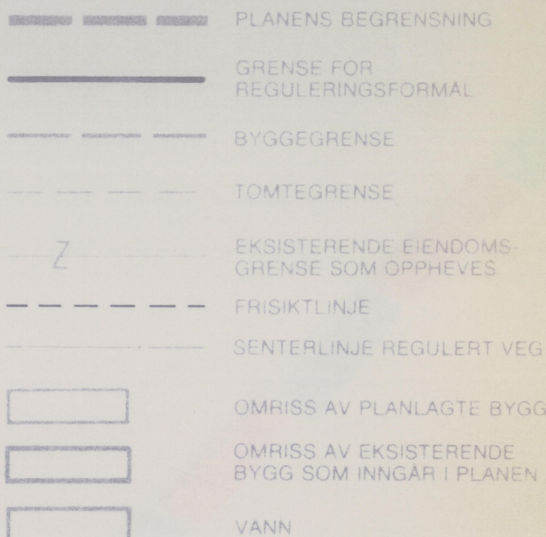 PLANENS BEGRENSNING
GRENSE FOR
REGULERINGSFORMÅL
BYGGEGRENSE
TOMTEGRENSE
Z
EKSISTERENDE EIENDOMS-
GRENSE SOM OPPHEVES
FRISIKTLINJE
SENTERLINJE REGULERT VEG
OMRISS AV PLANLAGTE BYGG
OMRISS AV EKSISTERENDE
BYGG SOM INNGÅR I PLANEN
VANN